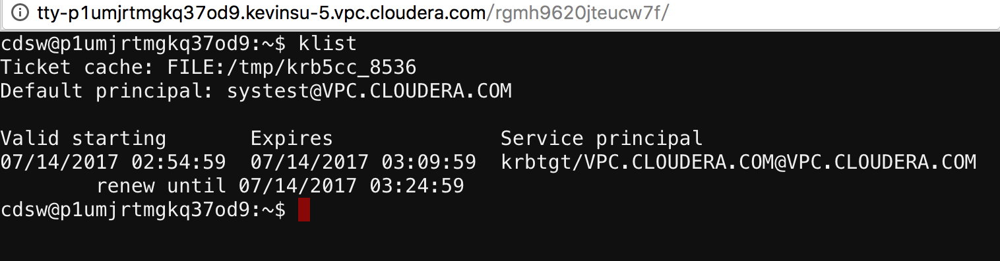 tty-p1umjrtmgkq37od9.kevinsu-5.vpc.cloudera.com/rgmh9620jteucw7f/
cdsw@p1umjrtmgkq37od9:~$ klist
Ticket cache: FILE:/tmp/krb5cc_8536
Default principal: systest@VPC.CLOUDERA.COM
Valid starting       Expires              Service principal
07/14/2017 02:54:59  07/14/2017 03:09:59  krbtgt/VPC.CLOUDERA.COM@VPC.CLOUDERA.COM
        renew until 07/14/2017 03:24:59
cdsw@p1umjrtmgkq37od9:~$